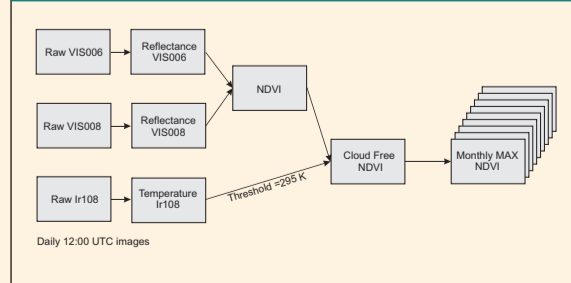 Raw VIS006
Reflectance
VIS006
NDVI
Raw VIS008
Reflectance
VIS008
Cloud Free
NDVI
Monthly MAX
NDVI
Raw Ir108
Temperature
Ir108
Threshold =295 K
Daily 12:00 UTC images